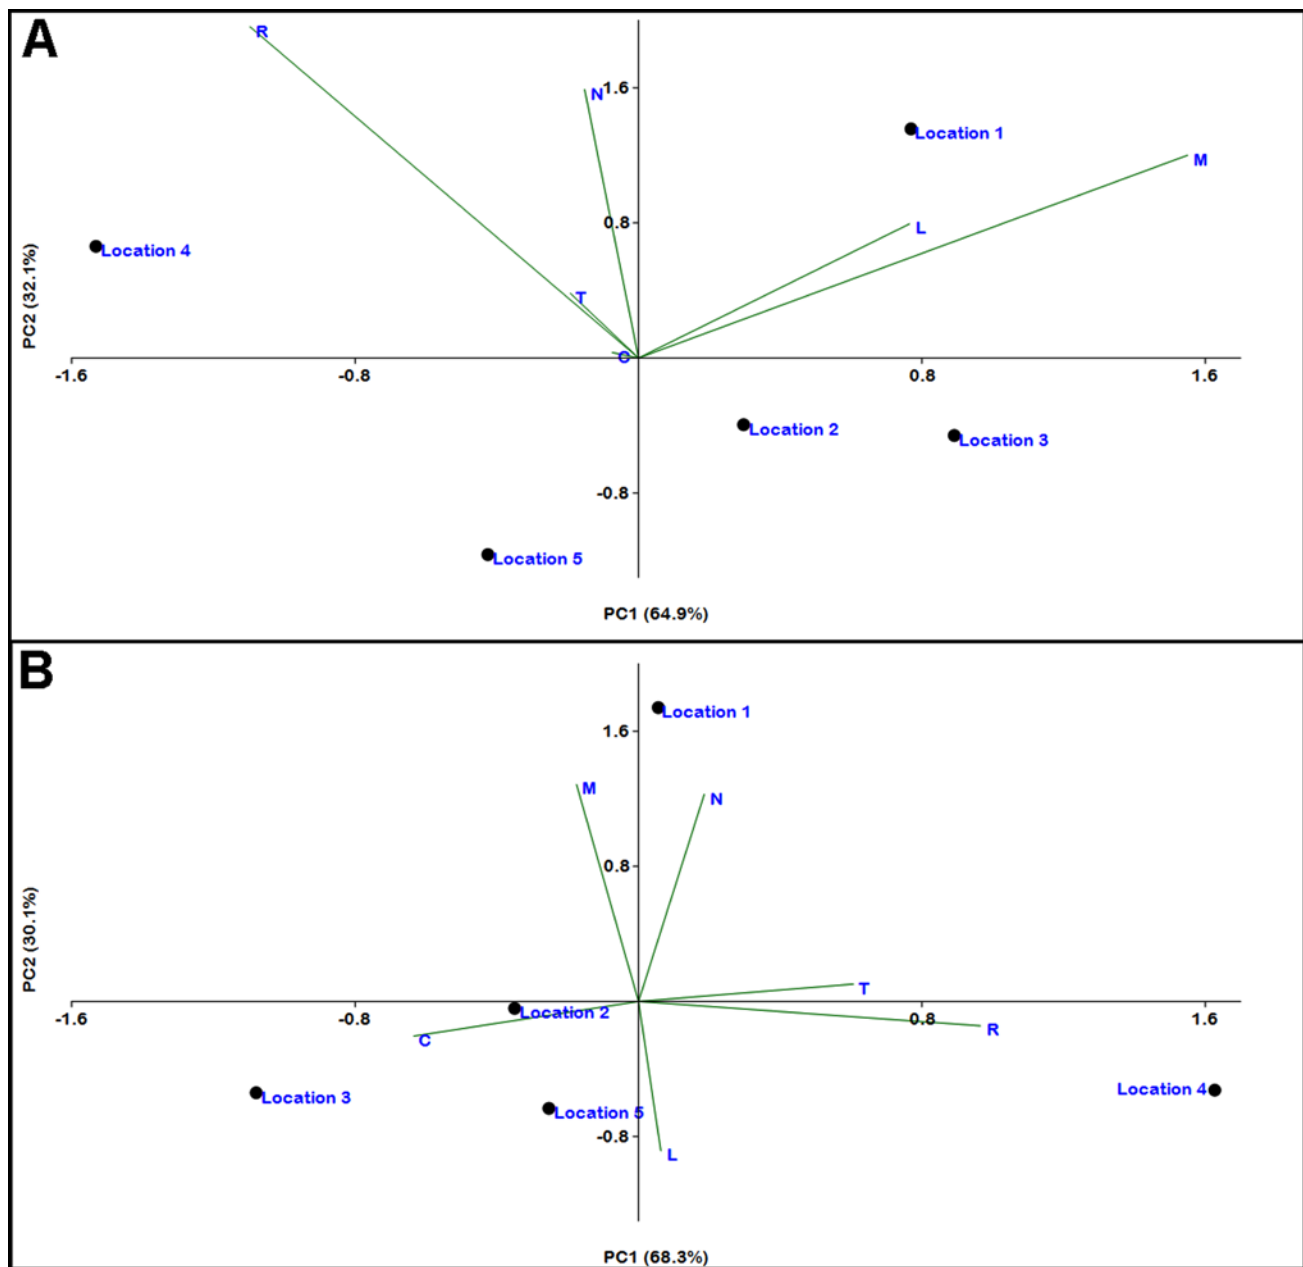 A
R
N
1.6
Location 1
M
0.8
L
Location 4
T
C
PC2 (32.1%)
-1.6
-0.8
0.8
1.6
Location 2
Location 3
-0.8
Location 5
PC1 (64.9%)
B
Location 1
1.6
M
N
0.8
T
PC2 (30.1%)
-1.6
-0.8
0.8
1.6
Location 2
R
C
Location 4
Location 3
Location 5
-0.8
L
PC1 (68.3%)